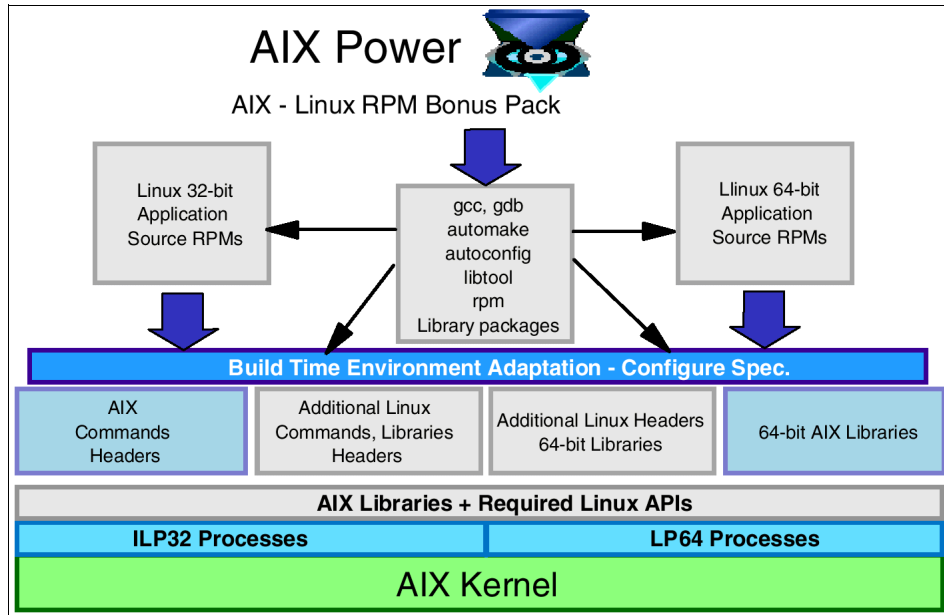 AIX Power
AIX - Linux RPM Bonus Pack
Linux 32-bit
Application
Source RPMs
gcc, gdb
automake
autoconfig
libtool
rpm
Library packages
Llinux 64-bit
Application
Source RPMs
Build Time Environment Adaptation - Configure Spec.
AIX
Commands
Headers
Additional Linux
Commands, Libraries
Headers
Additional Linux Headers
64-bit Libraries
64-bit AIX Libraries
AIX Libraries + Required Linux APIs
ILP32 Processes
LP64 Processes
AIX Kernel